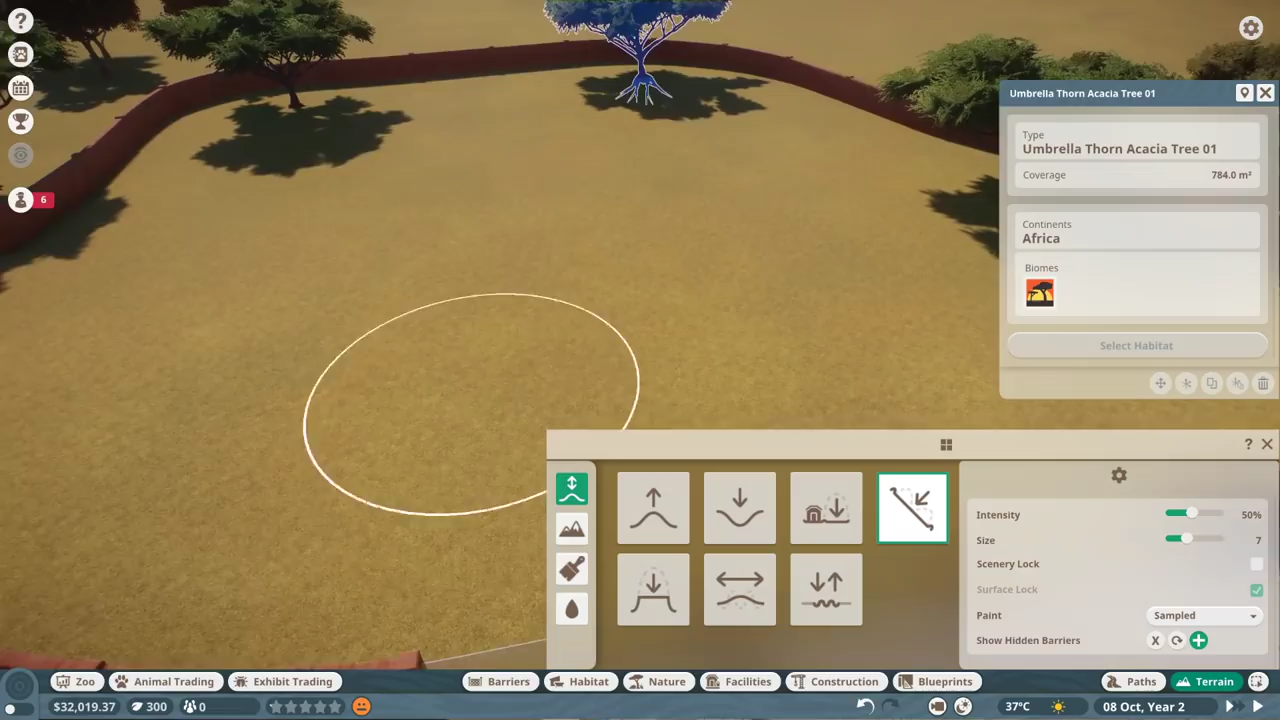 ?
6
Umbrella Thorn Acacia Tree 01
Type
Umbrella Thorn Acacia Tree 01
Coverage 784.0 m²
Continents
Africa
Biomes
Select Habitat
?
Intensity 50%
Size 7
Scenery Lock
Surface Lock
Paint Sampled
Show Hidden Barriers X
Zoo Animal Trading Exhibit Trading Barriers Habitat Nature Facilities Construction Blueprints Paths Terrain
$32,019.37 300 0 37°C 08 Oct, Year 2